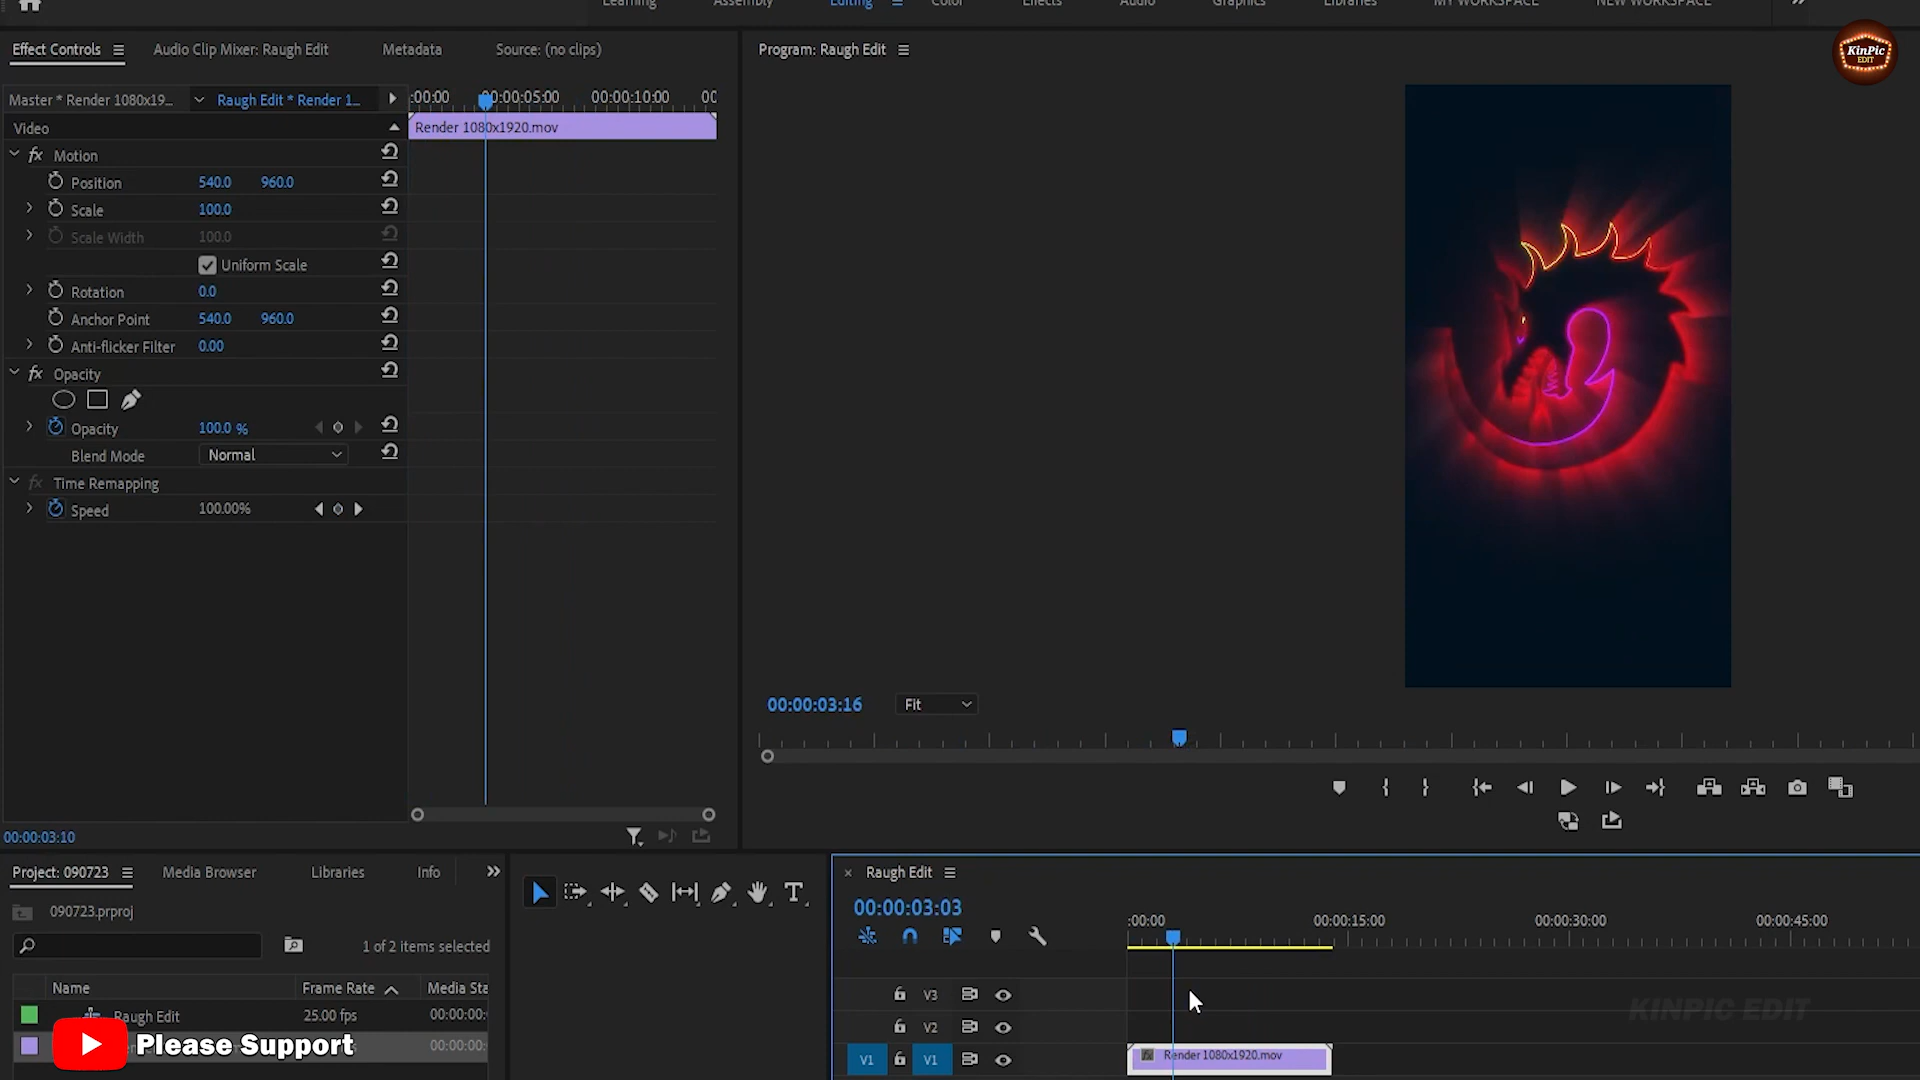 Learning Assembly Editing Color Effects Audio Graphics Libraries MY WORKSPACE NEW WORKSPACE
KinPic
EDIT
Effect Controls Audio Clip Mixer: Raugh Edit Metadata Source: (no clips)
Program: Raugh Edit
Master * Render 1080x19... Raugh Edit * Render 1...
:00:00 00:00:05:00 00:00:10:00 00
Video
Render 1080x1920.mov
fx Motion
Position 540.0 960.0
Scale 100.0
Scale Width 100.0
Uniform Scale
Rotation 0.0
Anchor Point 540.0 960.0
Anti-flicker Filter 0.00
fx Opacity
Opacity 100.0 %
Blend Mode Normal
fx Time Remapping
Speed 100.00%
00:00:03:16 Fit
00:00:03:10
Project: 090723 Media Browser Libraries Info
090723.prproj
1 of 2 items selected
Name Frame Rate Media Sta
Raugh Edit 25.00 fps 00:00:00:
00:00:00:
Please Support
T
Raugh Edit
00:00:03:03
:00:00 00:00:15:00 00:00:30:00 00:00:45:00
V3
V2
V1 V1
fx Render 1080x1920.mov
KINPIC EDIT